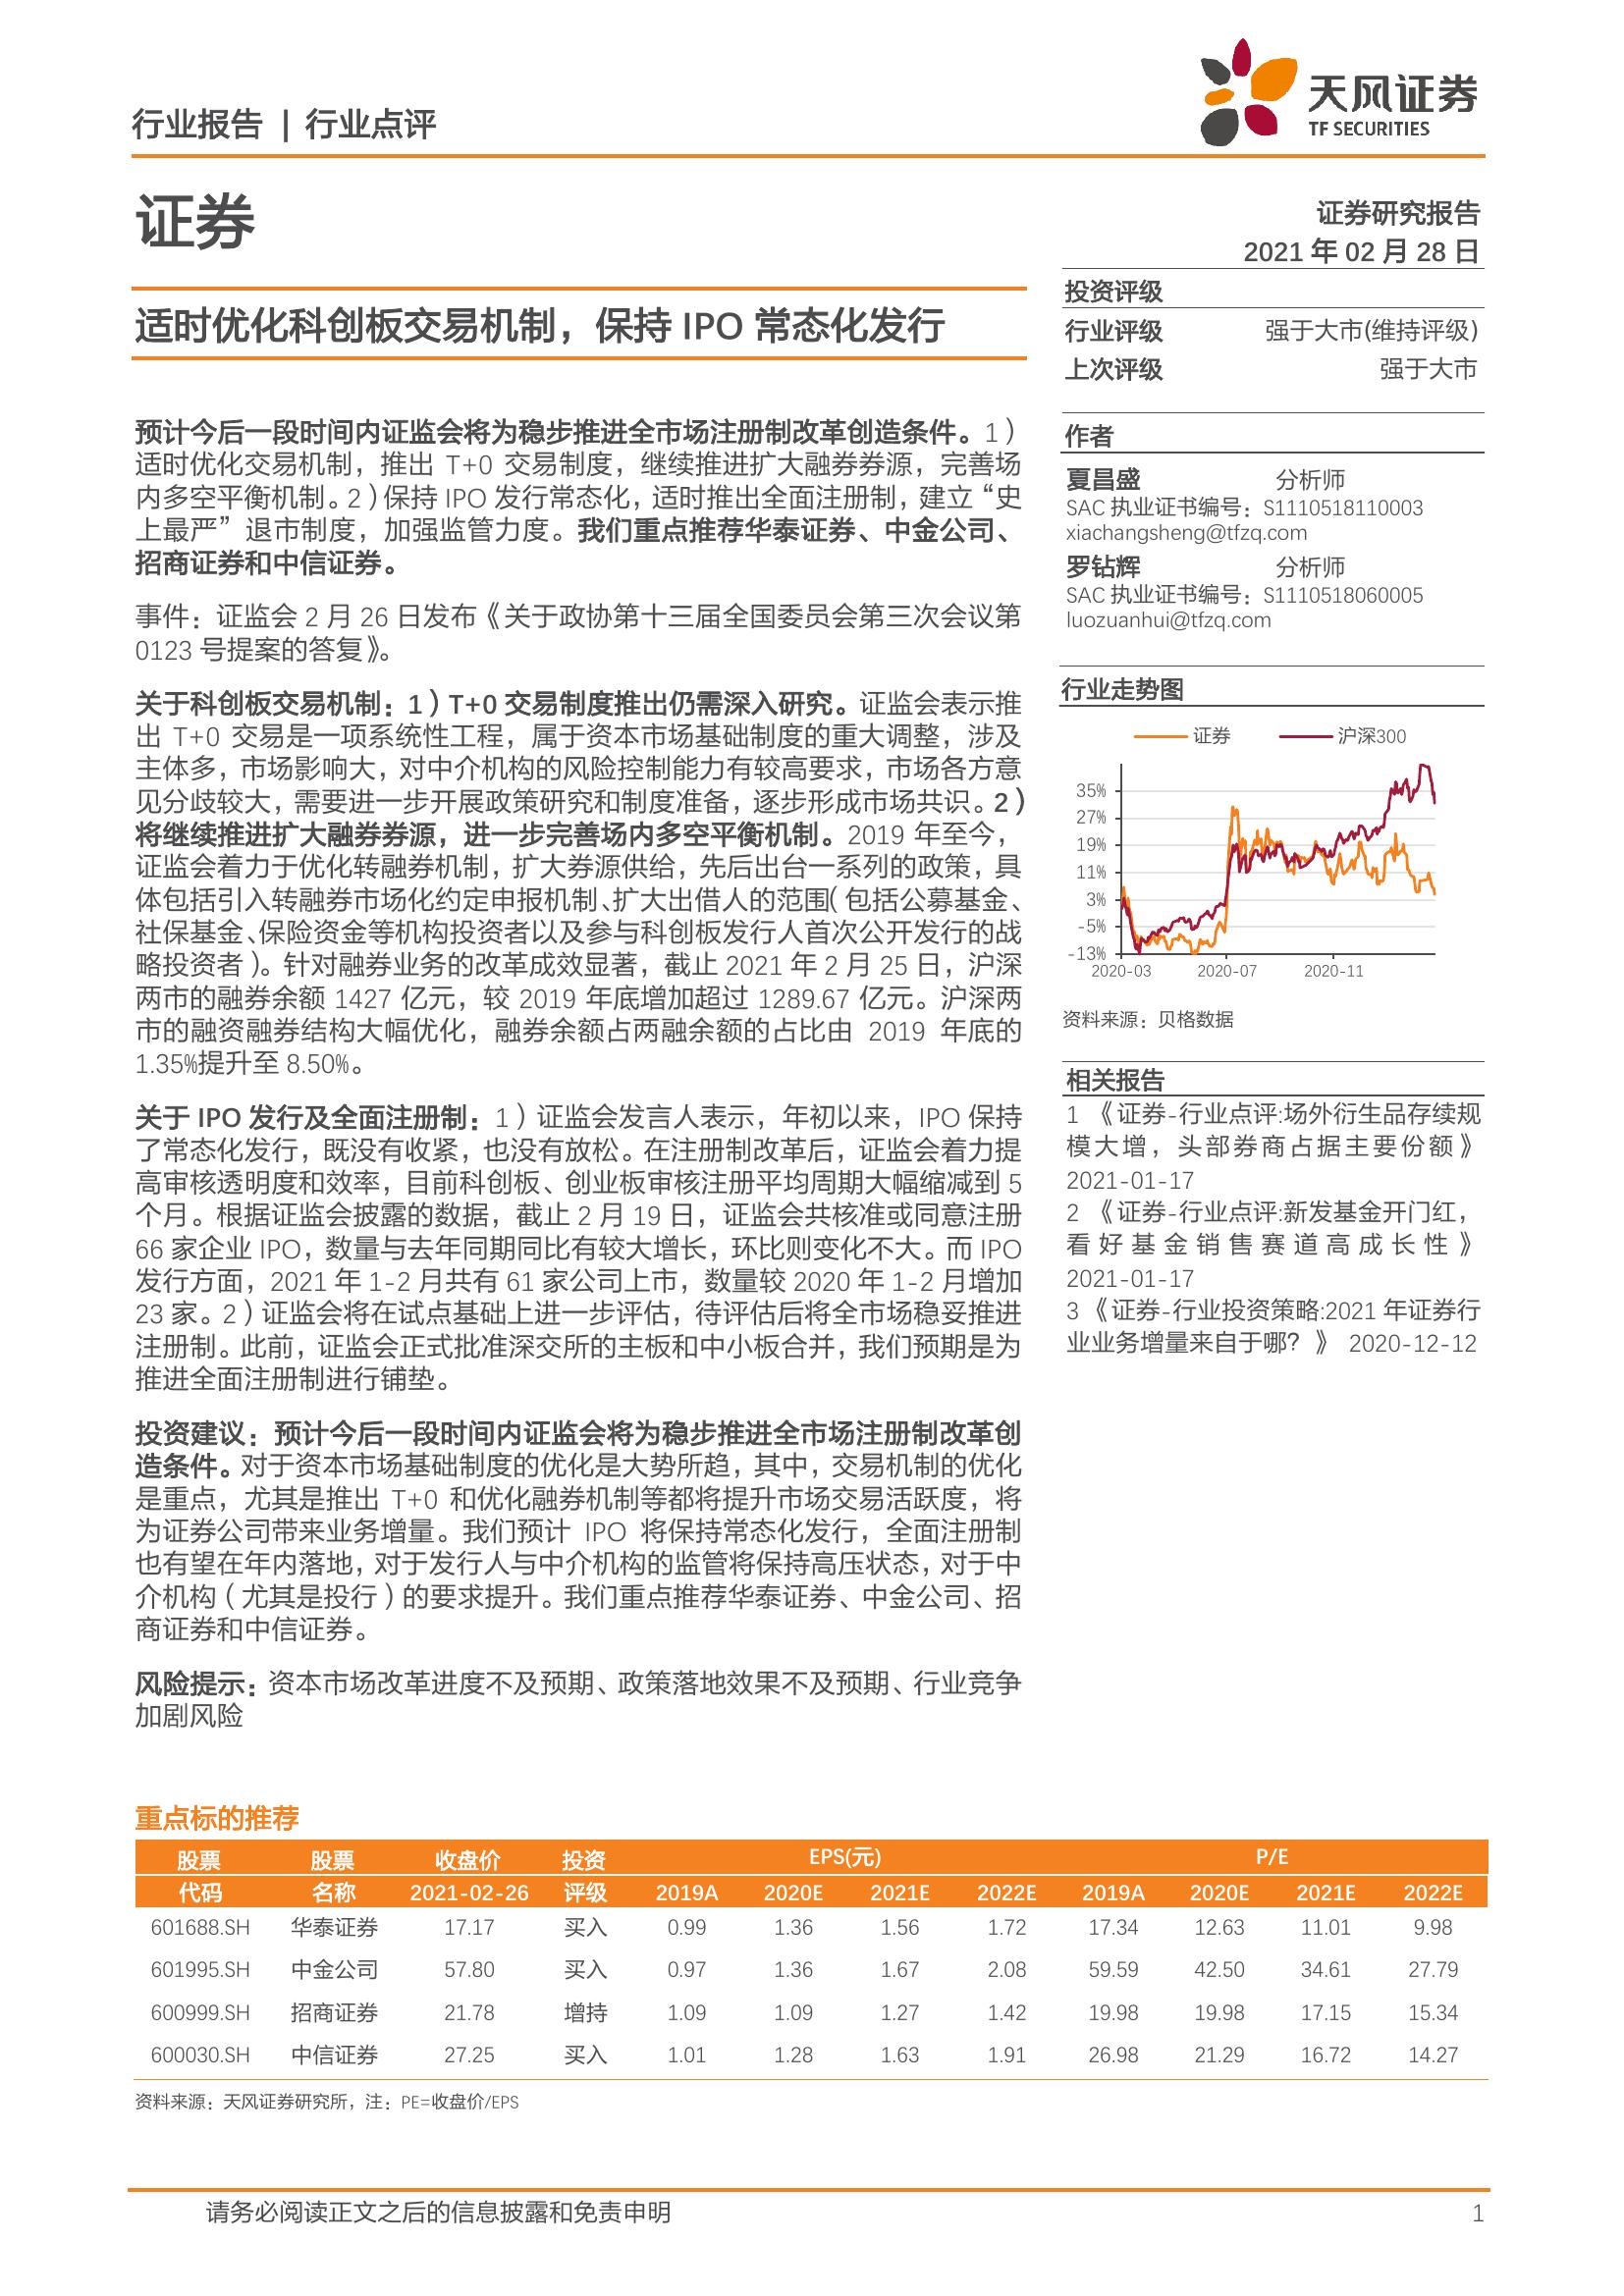 行业报告 | 行业点评
天风证券
TF SECURITIES
证券
证券研究报告
2021 年 02 月 28 日
适时优化科创板交易机制，保持 IPO 常态化发行
预计今后一段时间内证监会将为稳步推进全市场注册制改革创造条件。1）
适时优化交易机制，推出 T+0 交易制度，继续推进扩大融券券源，完善场
内多空平衡机制。2）保持 IPO 发行常态化，适时推出全面注册制，建立“史
上最严”退市制度，加强监管力度。我们重点推荐华泰证券、中金公司、
招商证券和中信证券。
事件：证监会 2 月 26 日发布《关于政协第十三届全国委员会第三次会议第
0123 号提案的答复》。
关于科创板交易机制：1）T+0 交易制度推出仍需深入研究。证监会表示推
出 T+0 交易是一项系统性工程，属于资本市场基础制度的重大调整，涉及
主体多，市场影响大，对中介机构的风险控制能力有较高要求，市场各方意
见分歧较大，需要进一步开展政策研究和制度准备，逐步形成市场共识。2）
将继续推进扩大融券券源，进一步完善场内多空平衡机制。2019 年至今，
证监会着力于优化转融券机制，扩大券源供给，先后出台一系列的政策，具
体包括引入转融券市场化约定申报机制、扩大出借人的范围（包括公募基金、
社保基金、保险资金等机构投资者以及参与科创板发行人首次公开发行的战
略投资者）。针对融券业务的改革成效显著，截止 2021 年 2 月 25 日，沪深
两市的融券余额 1427 亿元，较 2019 年底增加超过 1289.67 亿元。沪深两
市的融资融券结构大幅优化，融券余额占两融余额的占比由 2019 年底的
1.35%提升至 8.50%。
关于 IPO 发行及全面注册制：1）证监会发言人表示，年初以来，IPO 保持
了常态化发行，既没有收紧，也没有放松。在注册制改革后，证监会着力提
高审核透明度和效率，目前科创板、创业板审核注册平均周期大幅缩减到 5
个月。根据证监会披露的数据，截止 2 月 19 日，证监会共核准或同意注册
66 家企业 IPO，数量与去年同期同比有较大增长，环比则变化不大。而 IPO
发行方面，2021 年 1-2 月共有 61 家公司上市，数量较 2020 年 1-2 月增加
23 家。2）证监会将在试点基础上进一步评估，待评估后将全市场稳妥推进
注册制。此前，证监会正式批准深交所的主板和中小板合并，我们预期是为
推进全面注册制进行铺垫。
投资建议：预计今后一段时间内证监会将为稳步推进全市场注册制改革创
造条件。对于资本市场基础制度的优化是大势所趋，其中，交易机制的优化
是重点，尤其是推出 T+0 和优化融券机制等都将提升市场交易活跃度，将
为证券公司带来业务增量。我们预计 IPO 将保持常态化发行，全面注册制
也有望在年内落地，对于发行人与中介机构的监管将保持高压状态，对于中
介机构（尤其是投行）的要求提升。我们重点推荐华泰证券、中金公司、招
商证券和中信证券。
风险提示：资本市场改革进度不及预期、政策落地效果不及预期、行业竞争
加剧风险
投资评级
行业评级 强于大市(维持评级)
上次评级 强于大市
作者
夏昌盛 分析师
SAC 执业证书编号：S1110518110003
xiachangsheng@tfzq.com
罗钻辉 分析师
SAC 执业证书编号：S1110518060005
luozuanhui@tfzq.com
行业走势图
证券 沪深300
35%
27%
19%
11%
3%
-5%
-13%
2020-03 2020-07 2020-11
资料来源：贝格数据
相关报告
1 《证券-行业点评:场外衍生品存续规
模大增，头部券商占据主要份额》
2021-01-17
2 《证券-行业点评:新发基金开门红，
看好基金销售赛道高成长性》
2021-01-17
3 《证券-行业投资策略:2021 年证券行
业业务增量来自于哪？》 2020-12-12
重点标的推荐
股票 股票 收盘价 投资 EPS(元) P/E
代码 名称 2021-02-26 评级 2019A 2020E 2021E 2022E 2019A 2020E 2021E 2022E
601688.SH 华泰证券 17.17 买入 0.99 1.36 1.56 1.72 17.34 12.63 11.01 9.98
601995.SH 中金公司 57.80 买入 0.97 1.36 1.67 2.08 59.59 42.50 34.61 27.79
600999.SH 招商证券 21.78 增持 1.09 1.09 1.27 1.42 19.98 19.98 17.15 15.34
600030.SH 中信证券 27.25 买入 1.01 1.28 1.63 1.91 26.98 21.29 16.72 14.27
资料来源：天风证券研究所，注：PE=收盘价/EPS
请务必阅读正文之后的信息披露和免责申明 1